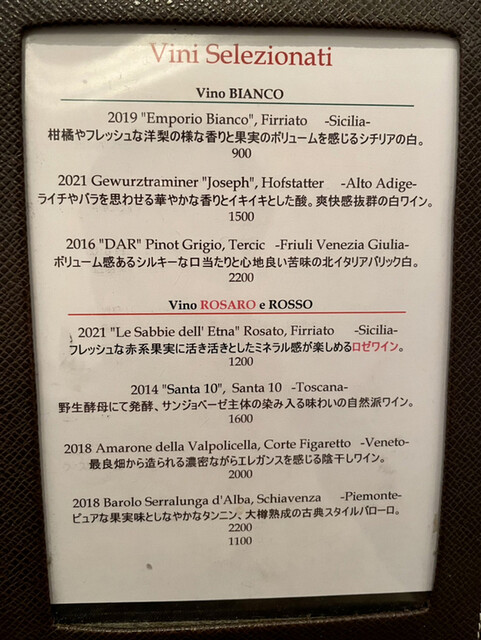 Vini Selezionati
Vino BIANCO
2019 "Emporio Bianco", Firriato -Sicilia-
柑橘やフレッシュな洋梨の様な香りと果実のボリュームを感じるシチリアの白。
900
2021 Gewurztraminer "Joseph", Hofstatter -Alto Adige-
ライチやバラを思わせる華やかな香りとイキイキとした酸。爽快感抜群の白ワイン。
1500
2016 "DAR" Pinot Grigio, Tercic -Friuli Venezia Giulia-
ボリューム感あるシルキーな口当たりと心地良い苦味の北イタリアバリック白。
2200
Vino ROSARO e ROSSO
2021 "Le Sabbie dell' Etna" Rosato, Firriato -Sicilia-
フレッシュな赤系果実に活き活きとしたミネラル感が楽しめるロゼワイン。
1200
2014 "Santa 10", Santa 10 -Toscana-
野生酵母にて発酵、サンジョベーゼ主体の染み入る味わいの自然派ワイン。
1600
2018 Amarone della Valpolicella, Corte Figaretto -Veneto-
最良畑から造られる濃密ながらエレガンスを感じる陰干しワイン。
2000
2018 Barolo Serralunga d'Alba, Schiavenza -Piemonte-
ピュアな果実味としなやかなタンニン、大樽熟成の古典スタイルバローロ。
2200
1100